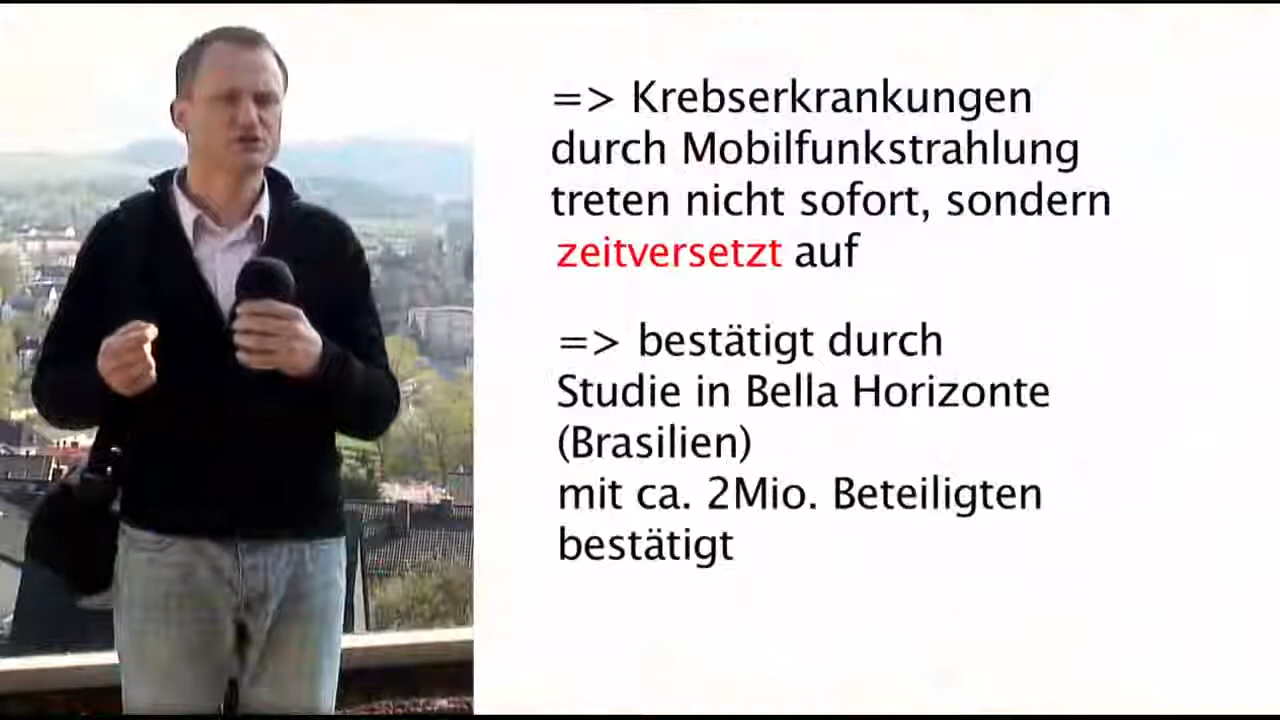 => Krebserkrankungen
durch Mobilfunkstrahlung
treten nicht sofort, sondern
zeitversetzt auf
=> bestätigt durch
Studie in Bella Horizonte
(Brasilien)
mit ca. 2Mio. Beteiligten
bestätigt